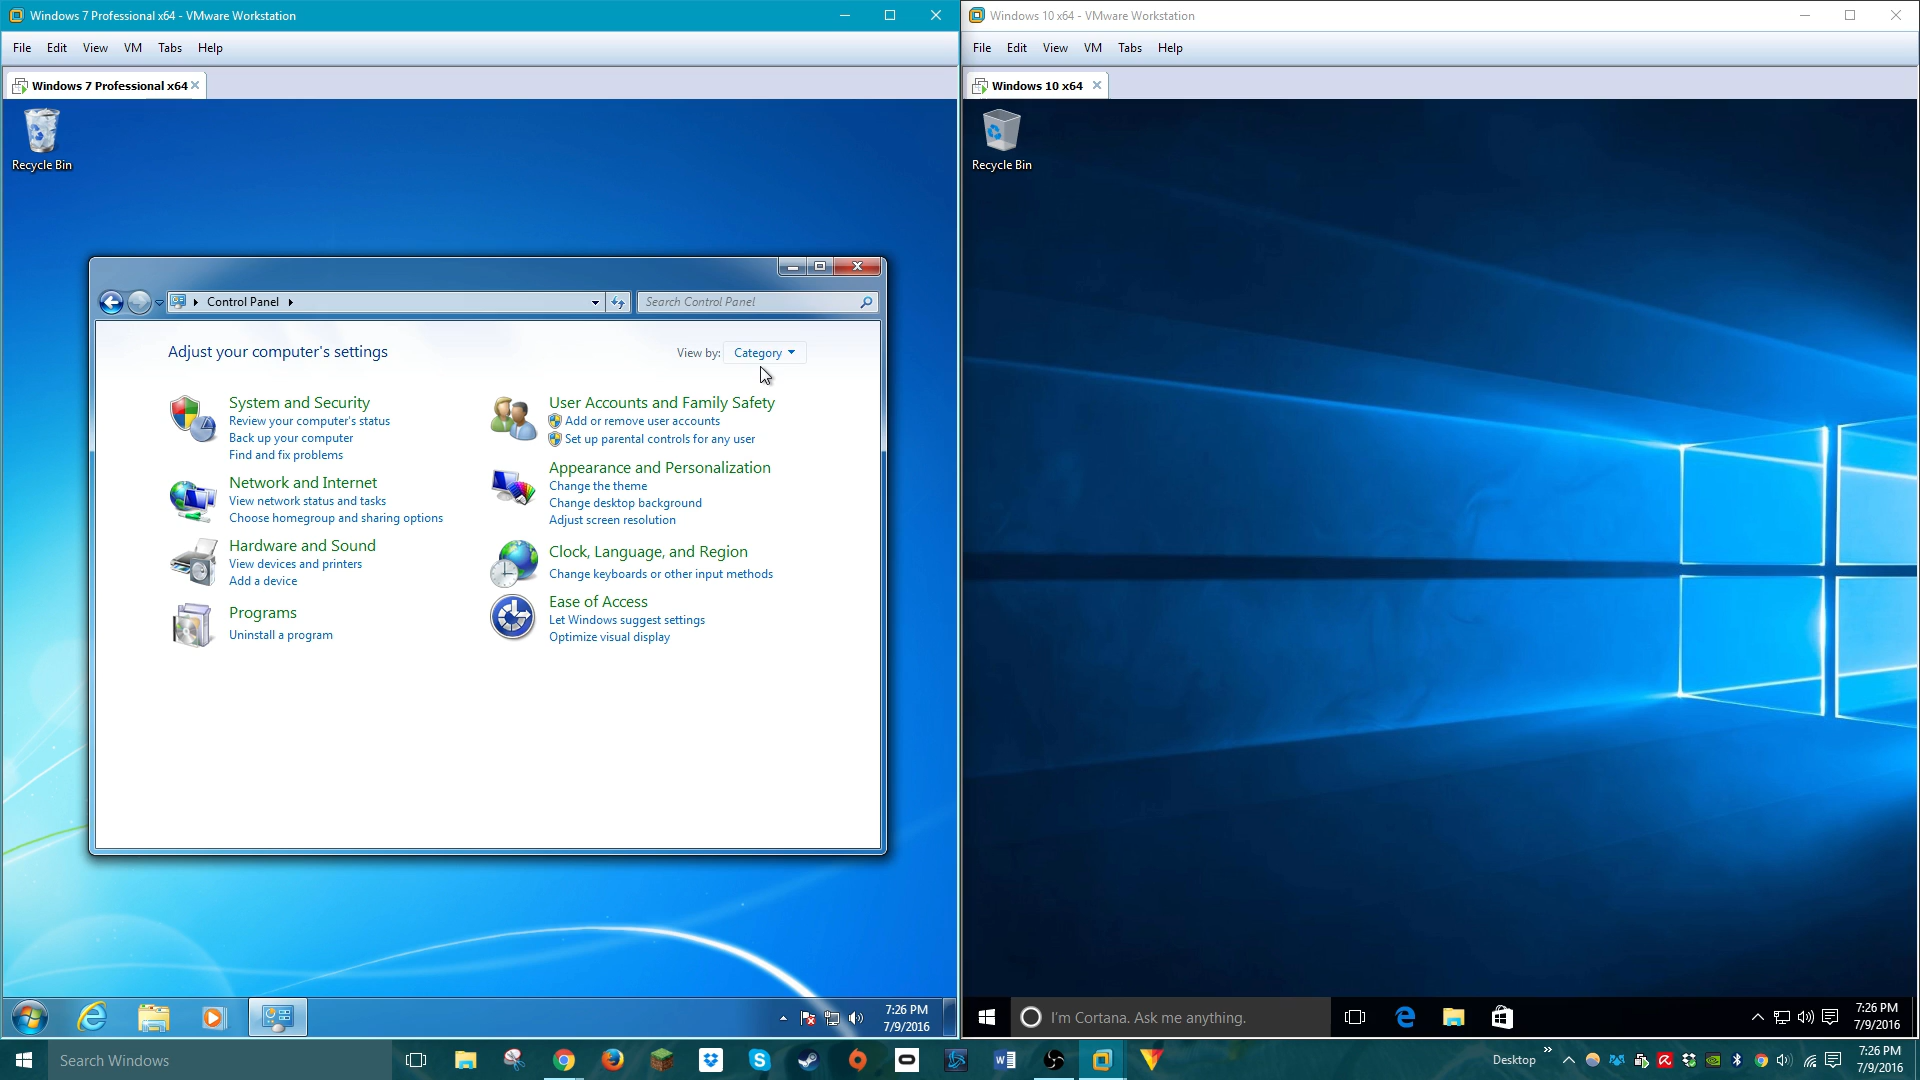 Windows 7 Professional x64 - VMware Workstation
File Edit View VM Tabs Help
Windows 7 Professional x64
Recycle Bin
Control Panel
Search Control Panel
Adjust your computer's settings
View by: Category
System and Security
Review your computer's status
Back up your computer
Find and fix problems
Network and Internet
View network status and tasks
Choose homegroup and sharing options
Hardware and Sound
View devices and printers
Add a device
Programs
Uninstall a program
User Accounts and Family Safety
Add or remove user accounts
Set up parental controls for any user
Appearance and Personalization
Change the theme
Change desktop background
Adjust screen resolution
Clock, Language, and Region
Change keyboards or other input methods
Ease of Access
Let Windows suggest settings
Optimize visual display
7:26 PM
7/9/2016
Windows 10 x64 - VMware Workstation
File Edit View VM Tabs Help
Windows 10 x64
Recycle Bin
I'm Cortana. Ask me anything.
7:26 PM
7/9/2016
Search Windows
Desktop
7:26 PM
7/9/2016